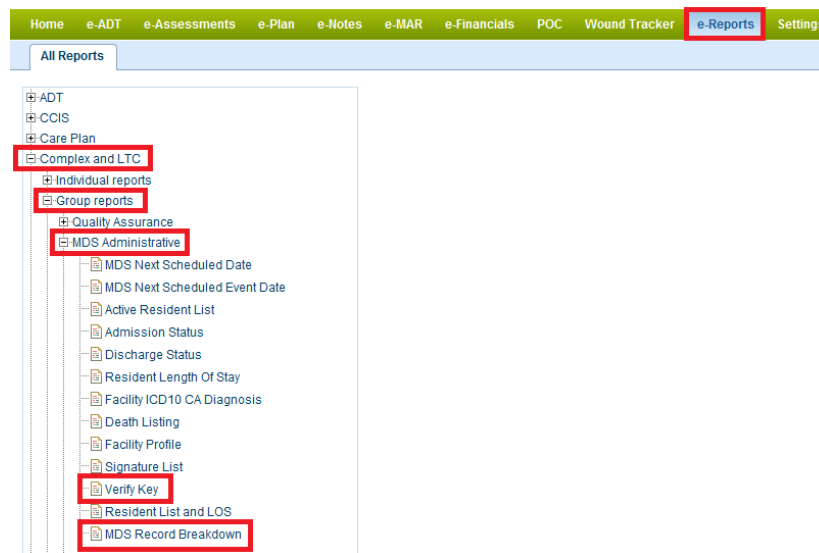 Home e-ADT e-Assessments e-Plan e-Notes e-MAR e-Financials POC Wound Tracker e-Reports Setting
All Reports
ADT
CCIS
Care Plan
Complex and LTC
Individual reports
Group reports
Quality Assurance
MDS Administrative
MDS Next Scheduled Date
MDS Next Scheduled Event Date
Active Resident List
Admission Status
Discharge Status
Resident Length Of Stay
Facility ICD10 CA Diagnosis
Death Listing
Facility Profile
Signature List
Verify Key
Resident List and LOS
MDS Record Breakdown